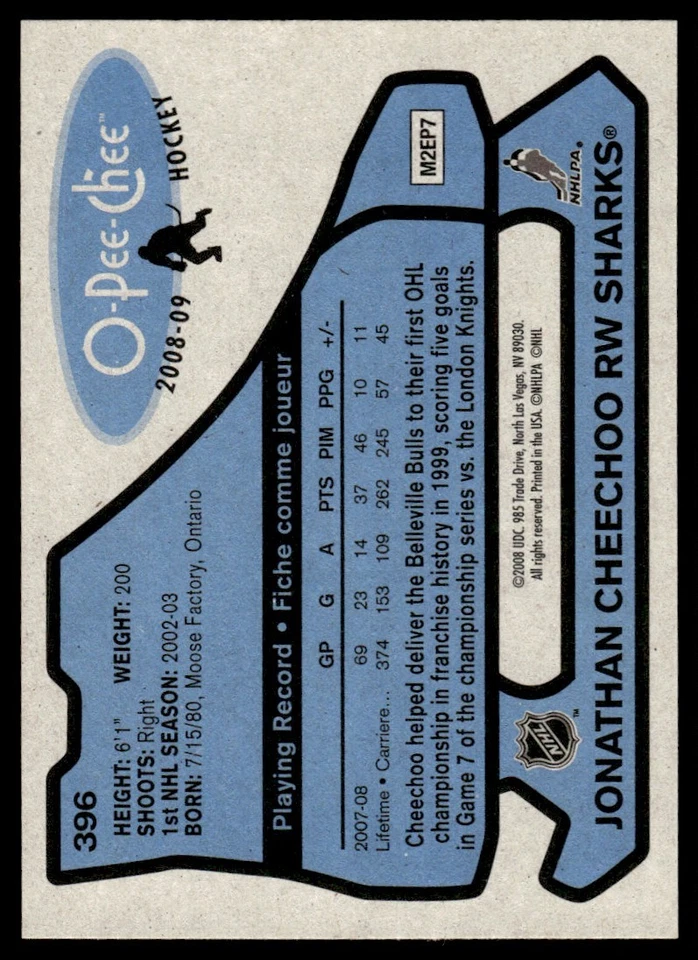 396
HEIGHT: 6'1" WEIGHT: 200
SHOOTS: Right
1st NHL SEASON: 2002-03
BORN: 7/15/80, Moose Factory, Ontario
O-Pee-Chee™
2008-09 HOCKEY
Playing Record • Fiche comme joueur
GP G A PTS PIM PPG +/-
2007-08 69 23 14 37 46 10 11
Lifetime • Carriere... 374 153 109 262 245 57 45
Cheechoo helped deliver the Belleville Bulls to their first OHL
championship in franchise history in 1999, scoring five goals
in Game 7 of the championship series vs. the London Knights.
M2EP7
NHL™
©2008 UDC. 985 Trade Drive, North Las Vegas, NV 89030.
All rights reserved. Printed in the USA. ©NHLPA ©NHL
NHLPA.
JONATHAN CHEECHOO RW SHARKS®